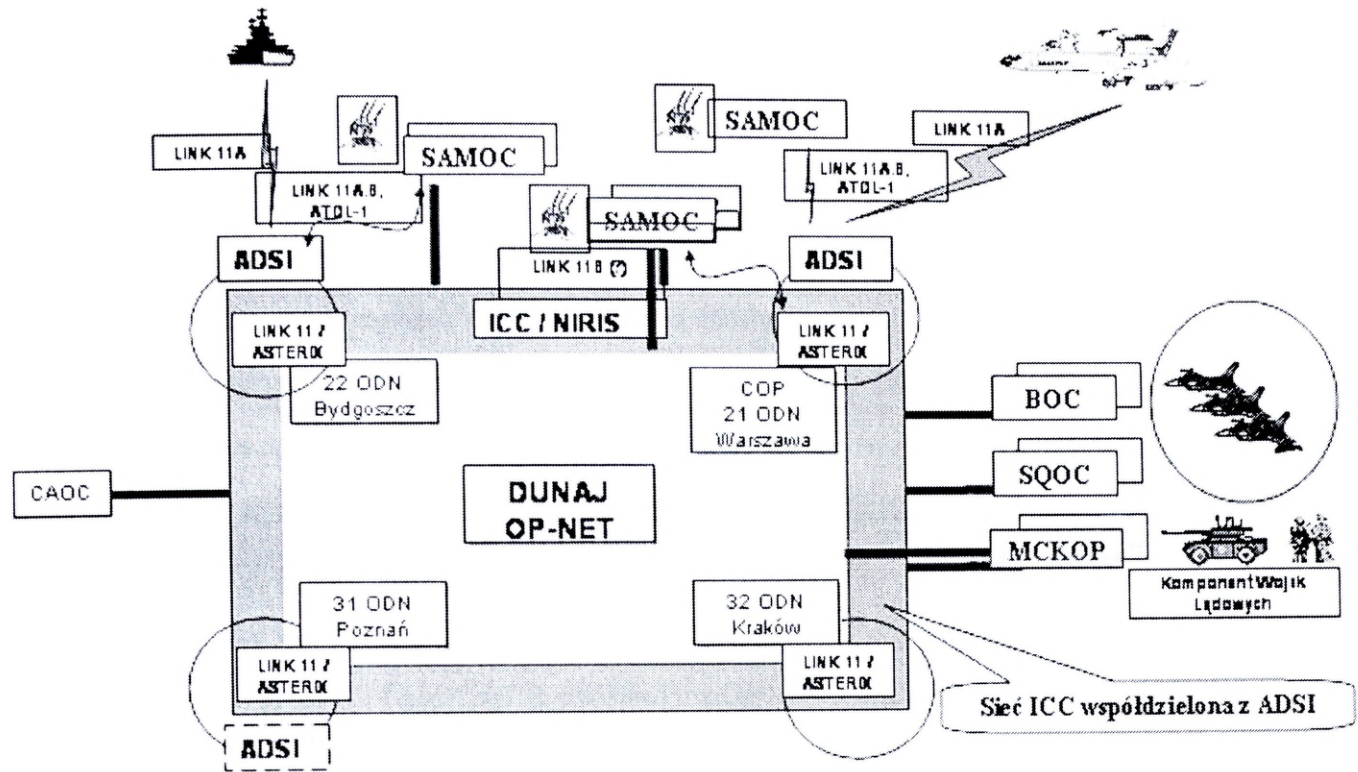 SAMOC
LINK 11A
LINK 11A
SAMOC
LINK 11A.B,
ATDL-1
LINK 11A.B,
ATDL-1
SAMOC
ADSI
LINK 11B
ADSI
ICC / NIRIS
LINK 11 /
ASTERIX
LINK 11 /
ASTERIX
22 ODN
Bydgoszcz
COP
21 ODN
Warszawa
BOC
CAOC
DUNAJ
OP-NET
SQOC
MCKOP
Komponent Wojsk
Lądowych
31 ODN
Poznań
32 ODN
Kraków
LINK 11 /
ASTERIX
LINK 11 /
ASTERIX
Sieć ICC współdzielona z ADSI
ADSI